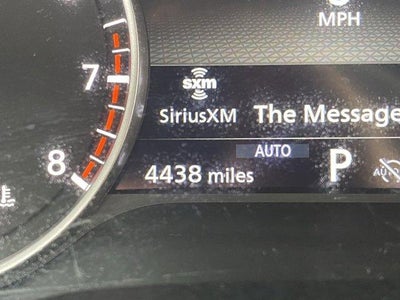 MPH
7
sxm
SiriusXM The Message
8
AUTO
4438 miles P